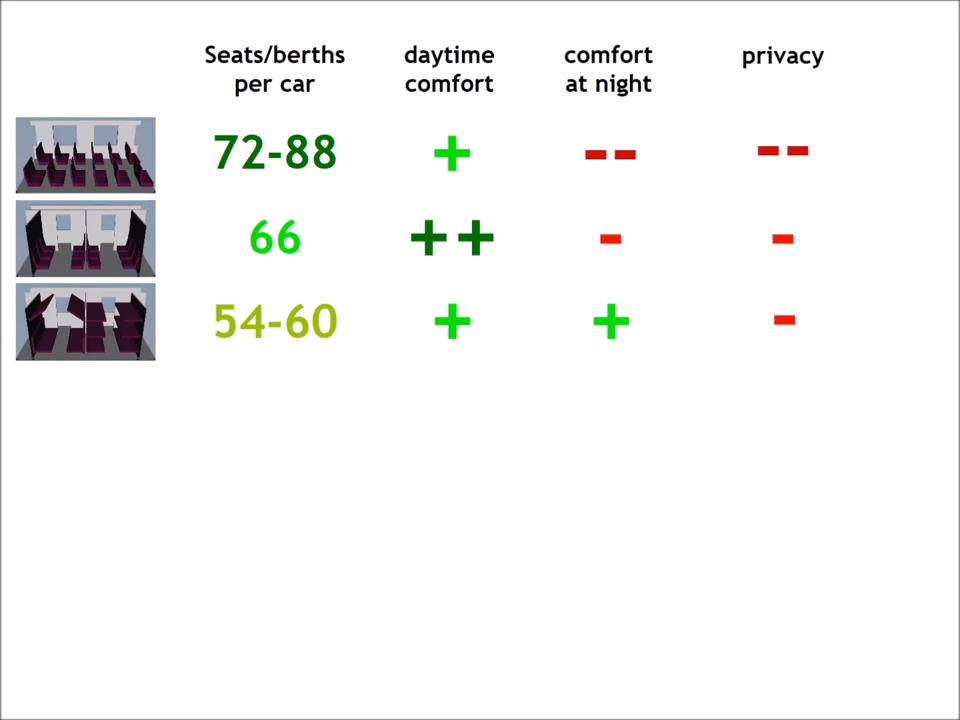 Seats/berths per car
daytime comfort
comfort at night
privacy
72-88 + -- --
66 ++ - -
54-60 + + -